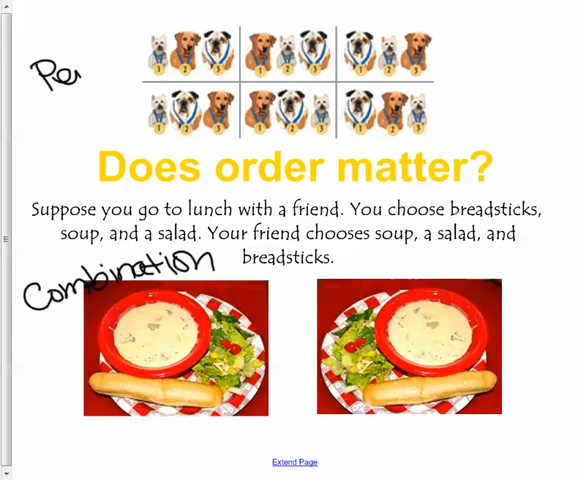 Per
Does order matter?
Suppose you go to lunch with a friend. You choose breadsticks,
soup, and a salad. Your friend chooses soup, a salad, and
breadsticks.
Combination
Extend Page